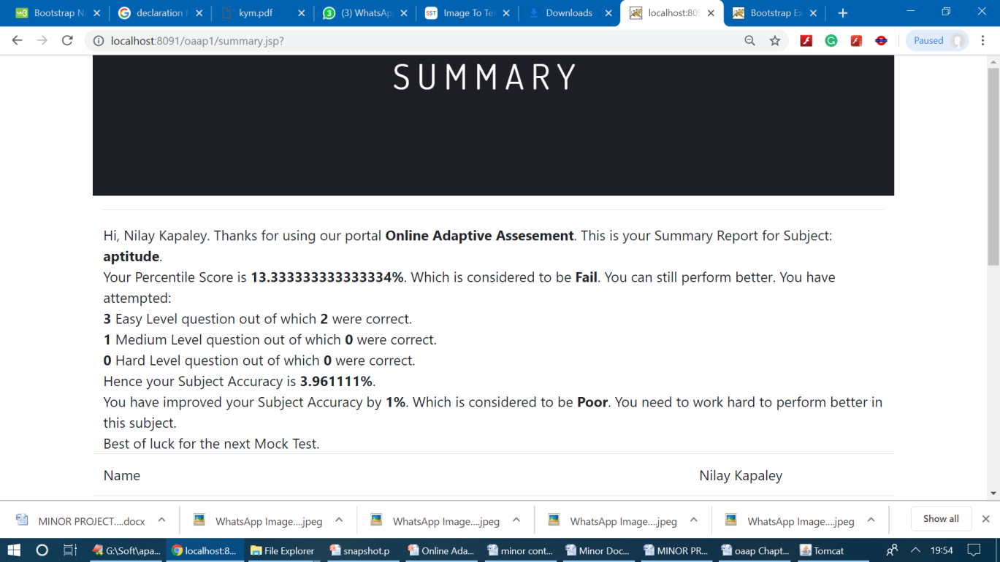 Bootstrap N
declaration
kym.pdf
(3) WhatsAp
SST Image To Te
Downloads
localhost:809
Bootstrap Ex
localhost:8091/oaap1/summary.jsp?
Paused
SUMMARY
Hi, Nilay Kapaley. Thanks for using our portal Online Adaptive Assesement. This is your Summary Report for Subject:
aptitude.
Your Percentile Score is 13.333333333333334%. Which is considered to be Fail. You can still perform better. You have
attempted:
3 Easy Level question out of which 2 were correct.
1 Medium Level question out of which 0 were correct.
0 Hard Level question out of which 0 were correct.
Hence your Subject Accuracy is 3.961111%.
You have improved your Subject Accuracy by 1%. Which is considered to be Poor. You need to work hard to perform better in
this subject.
Best of luck for the next Mock Test.
Name Nilay Kapaley
MINOR PROJECT....docx WhatsApp Image....jpeg WhatsApp Image....jpeg WhatsApp Image....jpeg WhatsApp Image....jpeg Show all
G:\Soft\apa... localhost:8... File Explorer snapshot.p Online Ada... minor cont... Minor Doc... MINOR PR... oaap Chapt... Tomcat 19:54